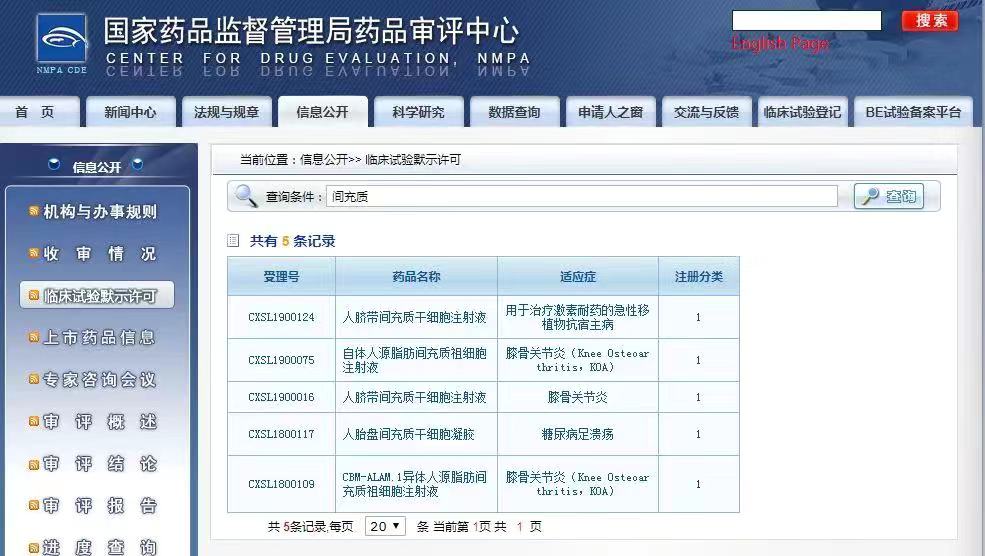 国家药品监督管理局药品审评中心
CENTER FOR DRUG EVALUATION, NMPA
NMPA CDE
搜索
English Page
首 页
新闻中心
法规与规章
信息公开
科学研究
数据查询
申请人之窗
交流与反馈
临床试验登记
BE试验备案平台
信息公开
机构与办事规则
收 审 情 况
临床试验默示许可
上市药品信息
专家咨询会议
审 评 概 述
审 评 结 论
审 评 报 告
进 度 查 询
当前位置：信息公开>> 临床试验默示许可
查询条件： 间充质 查询
共有 5 条记录
受理号 药品名称 适应症 注册分类
CXSL1900124 人脐带间充质干细胞注射液 用于治疗激素耐药的急性移
植物抗宿主病 1
CXSL1900075 自体人源脂肪间充质祖细胞
注射液 膝骨关节炎（Knee Osteoar
thritis，KOA） 1
CXSL1900016 人脐带间充质干细胞注射液 膝骨关节炎 1
CXSL1800117 人胎盘间充质干细胞凝胶 糖尿病足溃疡 1
CXSL1800109 CBM-ALAM.1异体人源脂肪间
充质祖细胞注射液 膝骨关节炎（Knee Osteoar
thritis，KOA） 1
共 5条记录,每页 20 条 当前第 1页 共 1 页